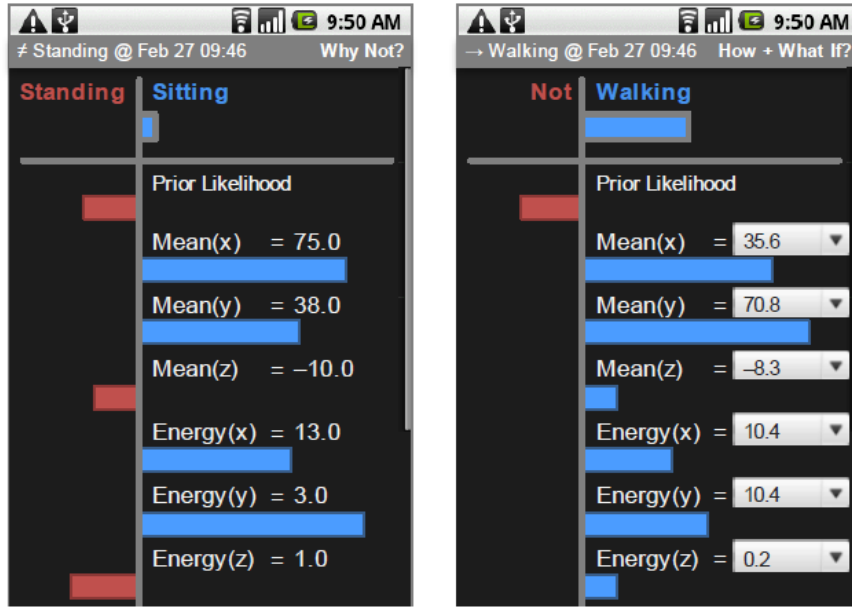 9:50 AM
≠ Standing @ Feb 27 09:46 Why Not?
Standing Sitting
Prior Likelihood
Mean(x) = 75.0
Mean(y) = 38.0
Mean(z) = –10.0
Energy(x) = 13.0
Energy(y) = 3.0
Energy(z) = 1.0
9:50 AM
→ Walking @ Feb 27 09:46 How + What If?
Not Walking
Prior Likelihood
Mean(x) = 35.6
Mean(y) = 70.8
Mean(z) = –8.3
Energy(x) = 10.4
Energy(y) = 10.4
Energy(z) = 0.2